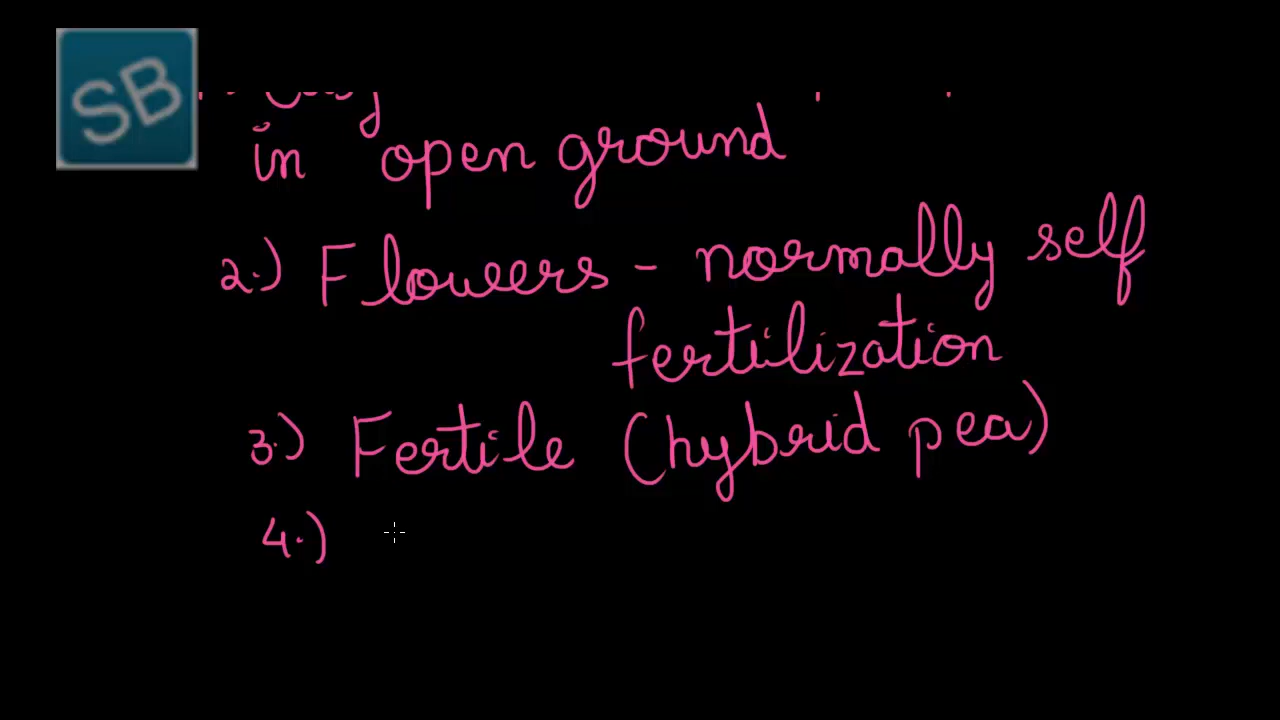 SB
in open ground
2.) Flowers - normally self
fertilization
3.) Fertile (hybrid pea)
4.)